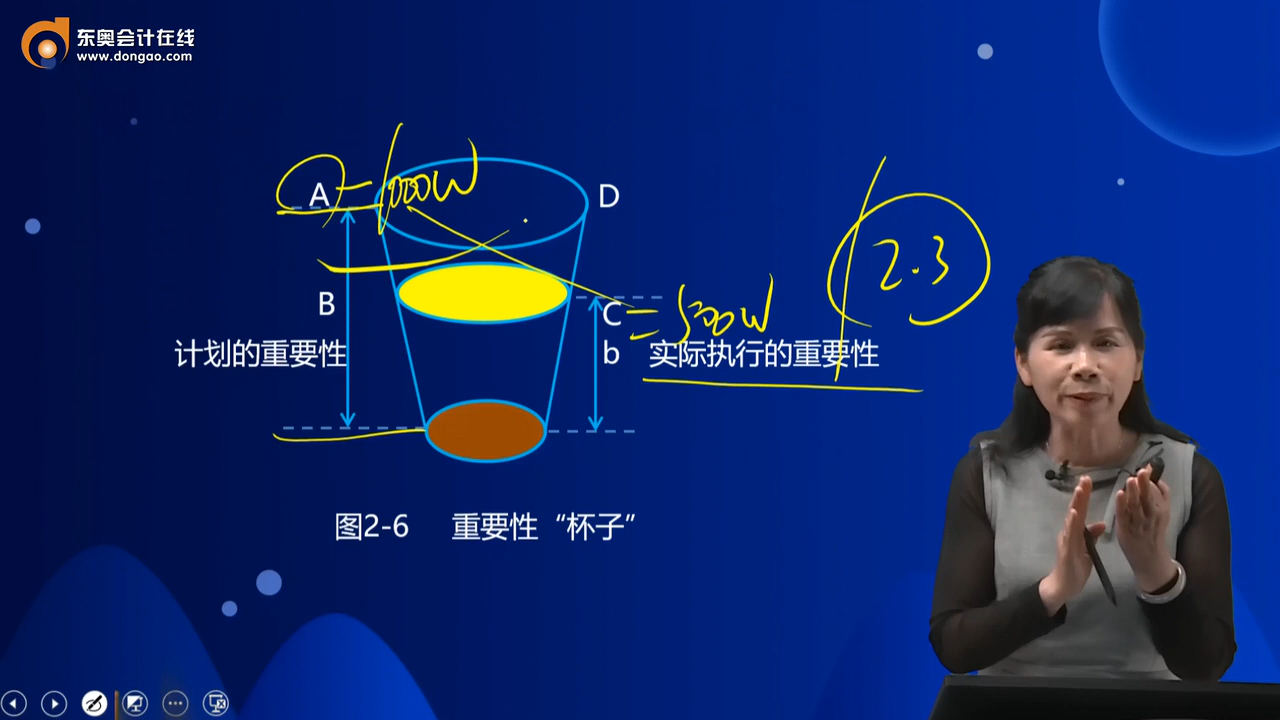 东奥会计在线
www.dongao.com
A-1000W
D
B
C=500W
2.3
计划的重要性
b 实际执行的重要性
图2-6 重要性“杯子”